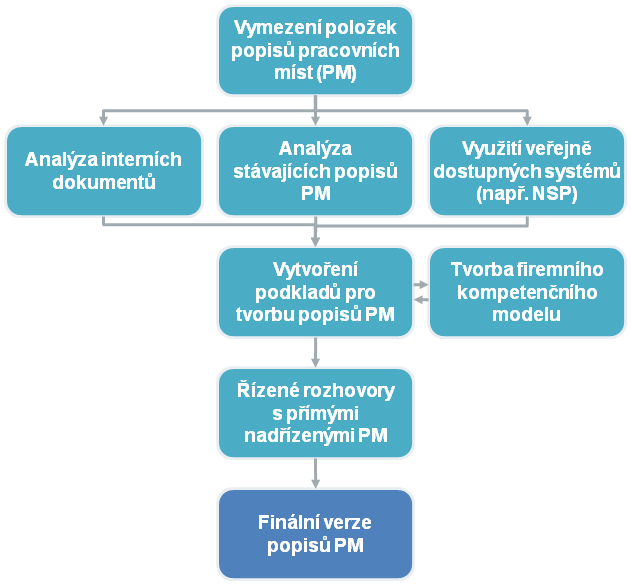 Vymezení položek
popisů pracovních
míst (PM)
Analýza interních
dokumentů
Analýza
stávajících popisů
PM
Využití veřejně
dostupných systémů
(např. NSP)
Vytvoření
podkladů pro
tvorbu popisů PM
Tvorba firemního
kompetenčního
modelu
Řízené rozhovory
s přímými
nadřízenými PM
Finální verze
popisů PM